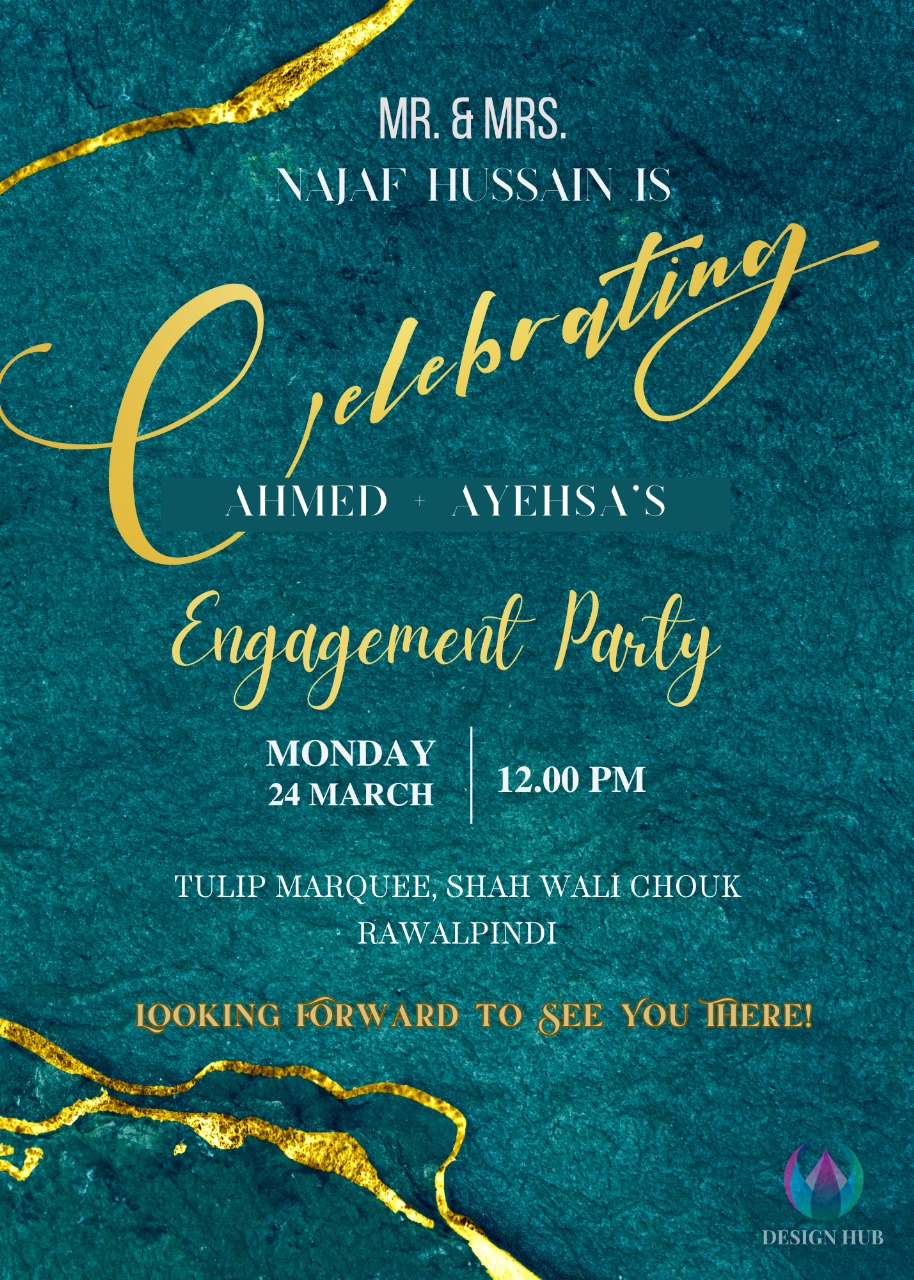 MR. & MRS.
NAJAF HUSSAIN IS
Celebrating
AHMED + AYEHSA'S
Engagement Party
MONDAY
24 MARCH
12.00 PM
TULIP MARQUEE, SHAH WALI CHOUK
RAWALPINDI
LOOKING FORWARD TO SEE YOU THERE!
DESIGN HUB